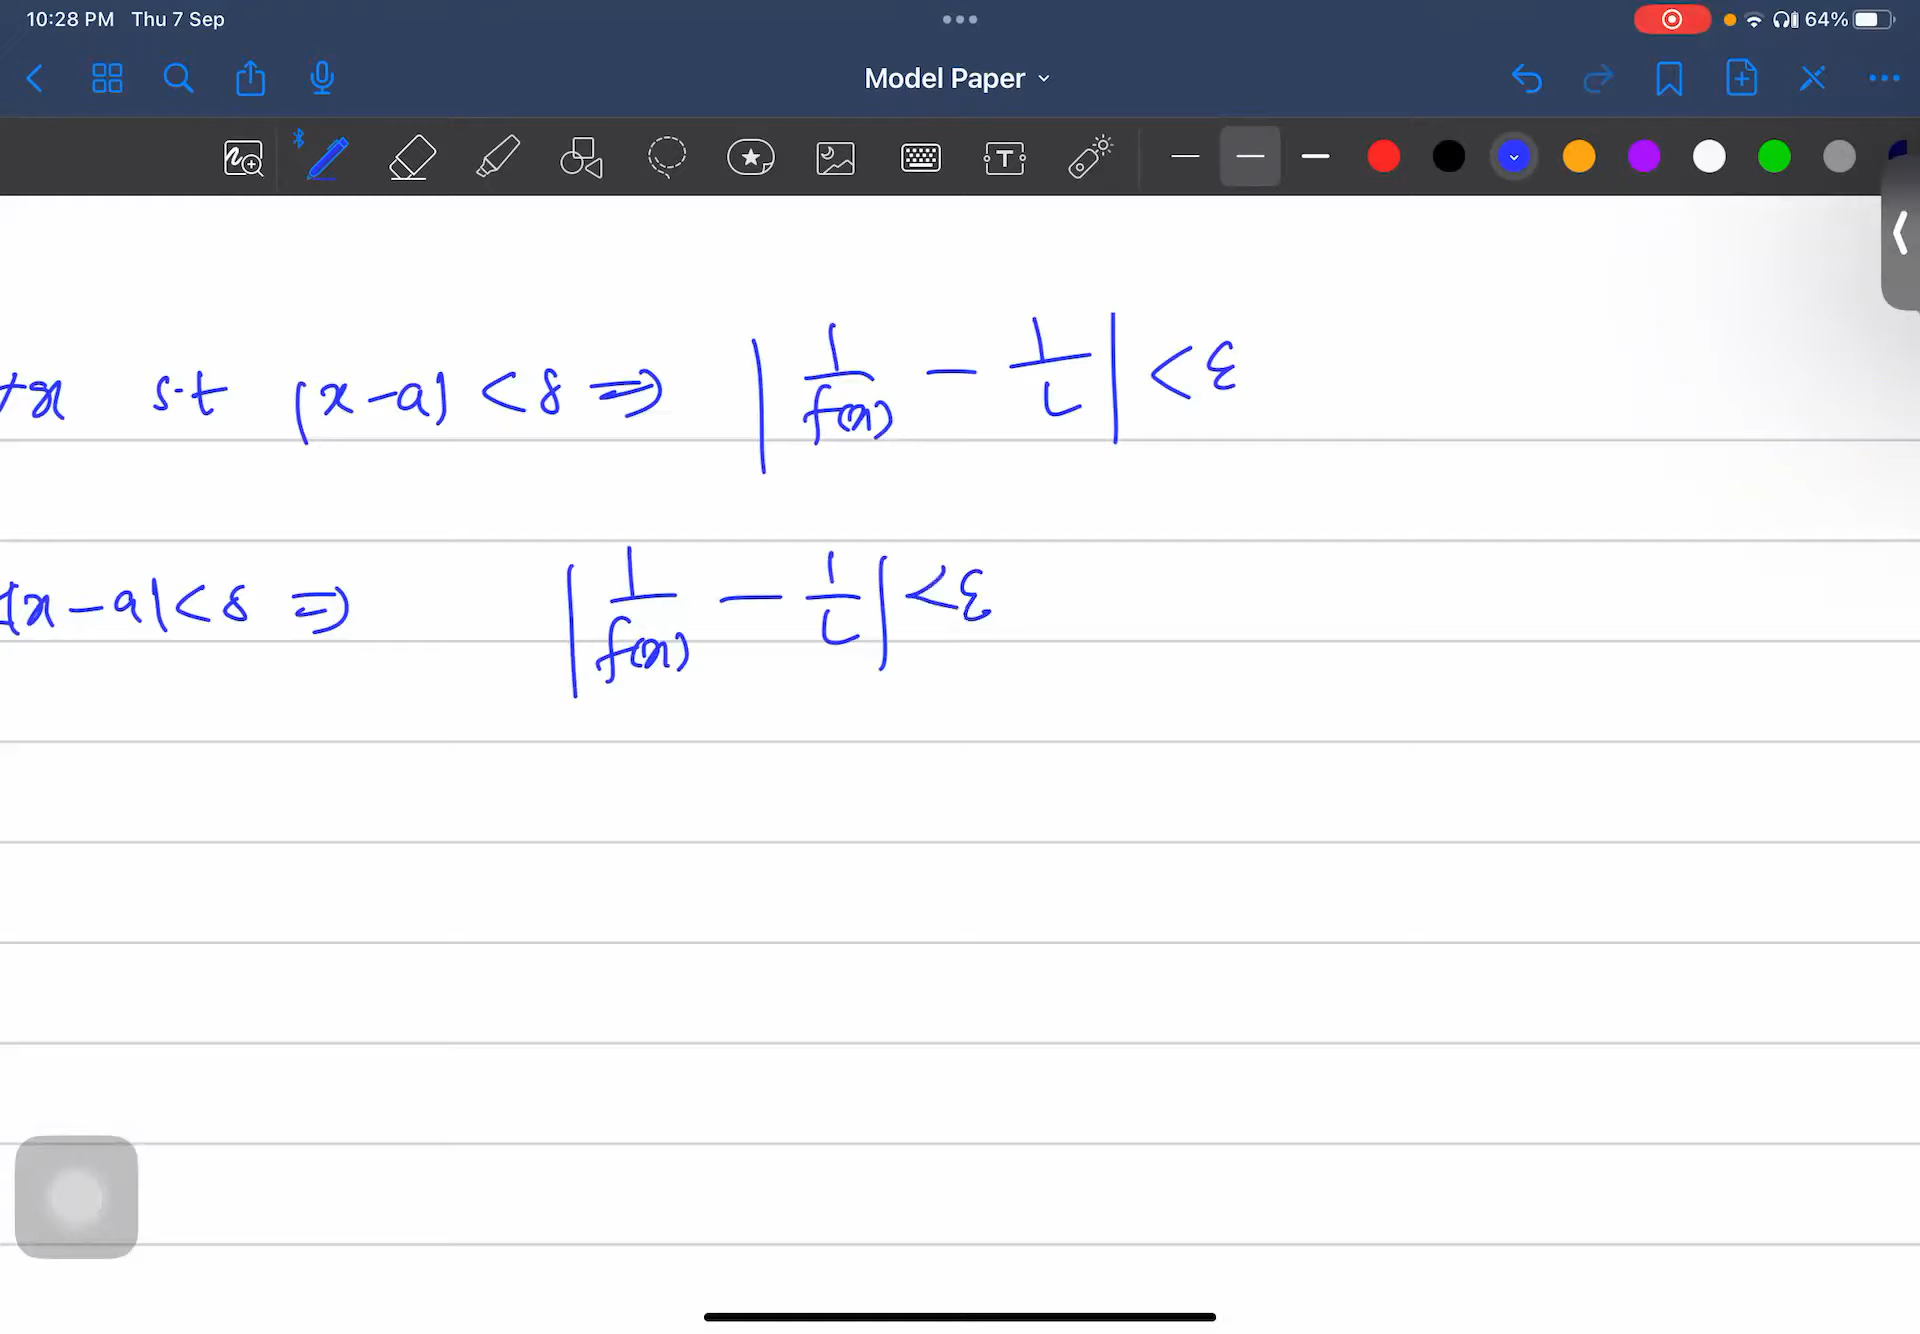 10:28 PM Thu 7 Sep
64%
Model Paper
x s.t |x-a| < δ ⇒ | 1/f(x) - 1/L | < ε
|x-a| < δ ⇒ | 1/f(x) - 1/L | < ε